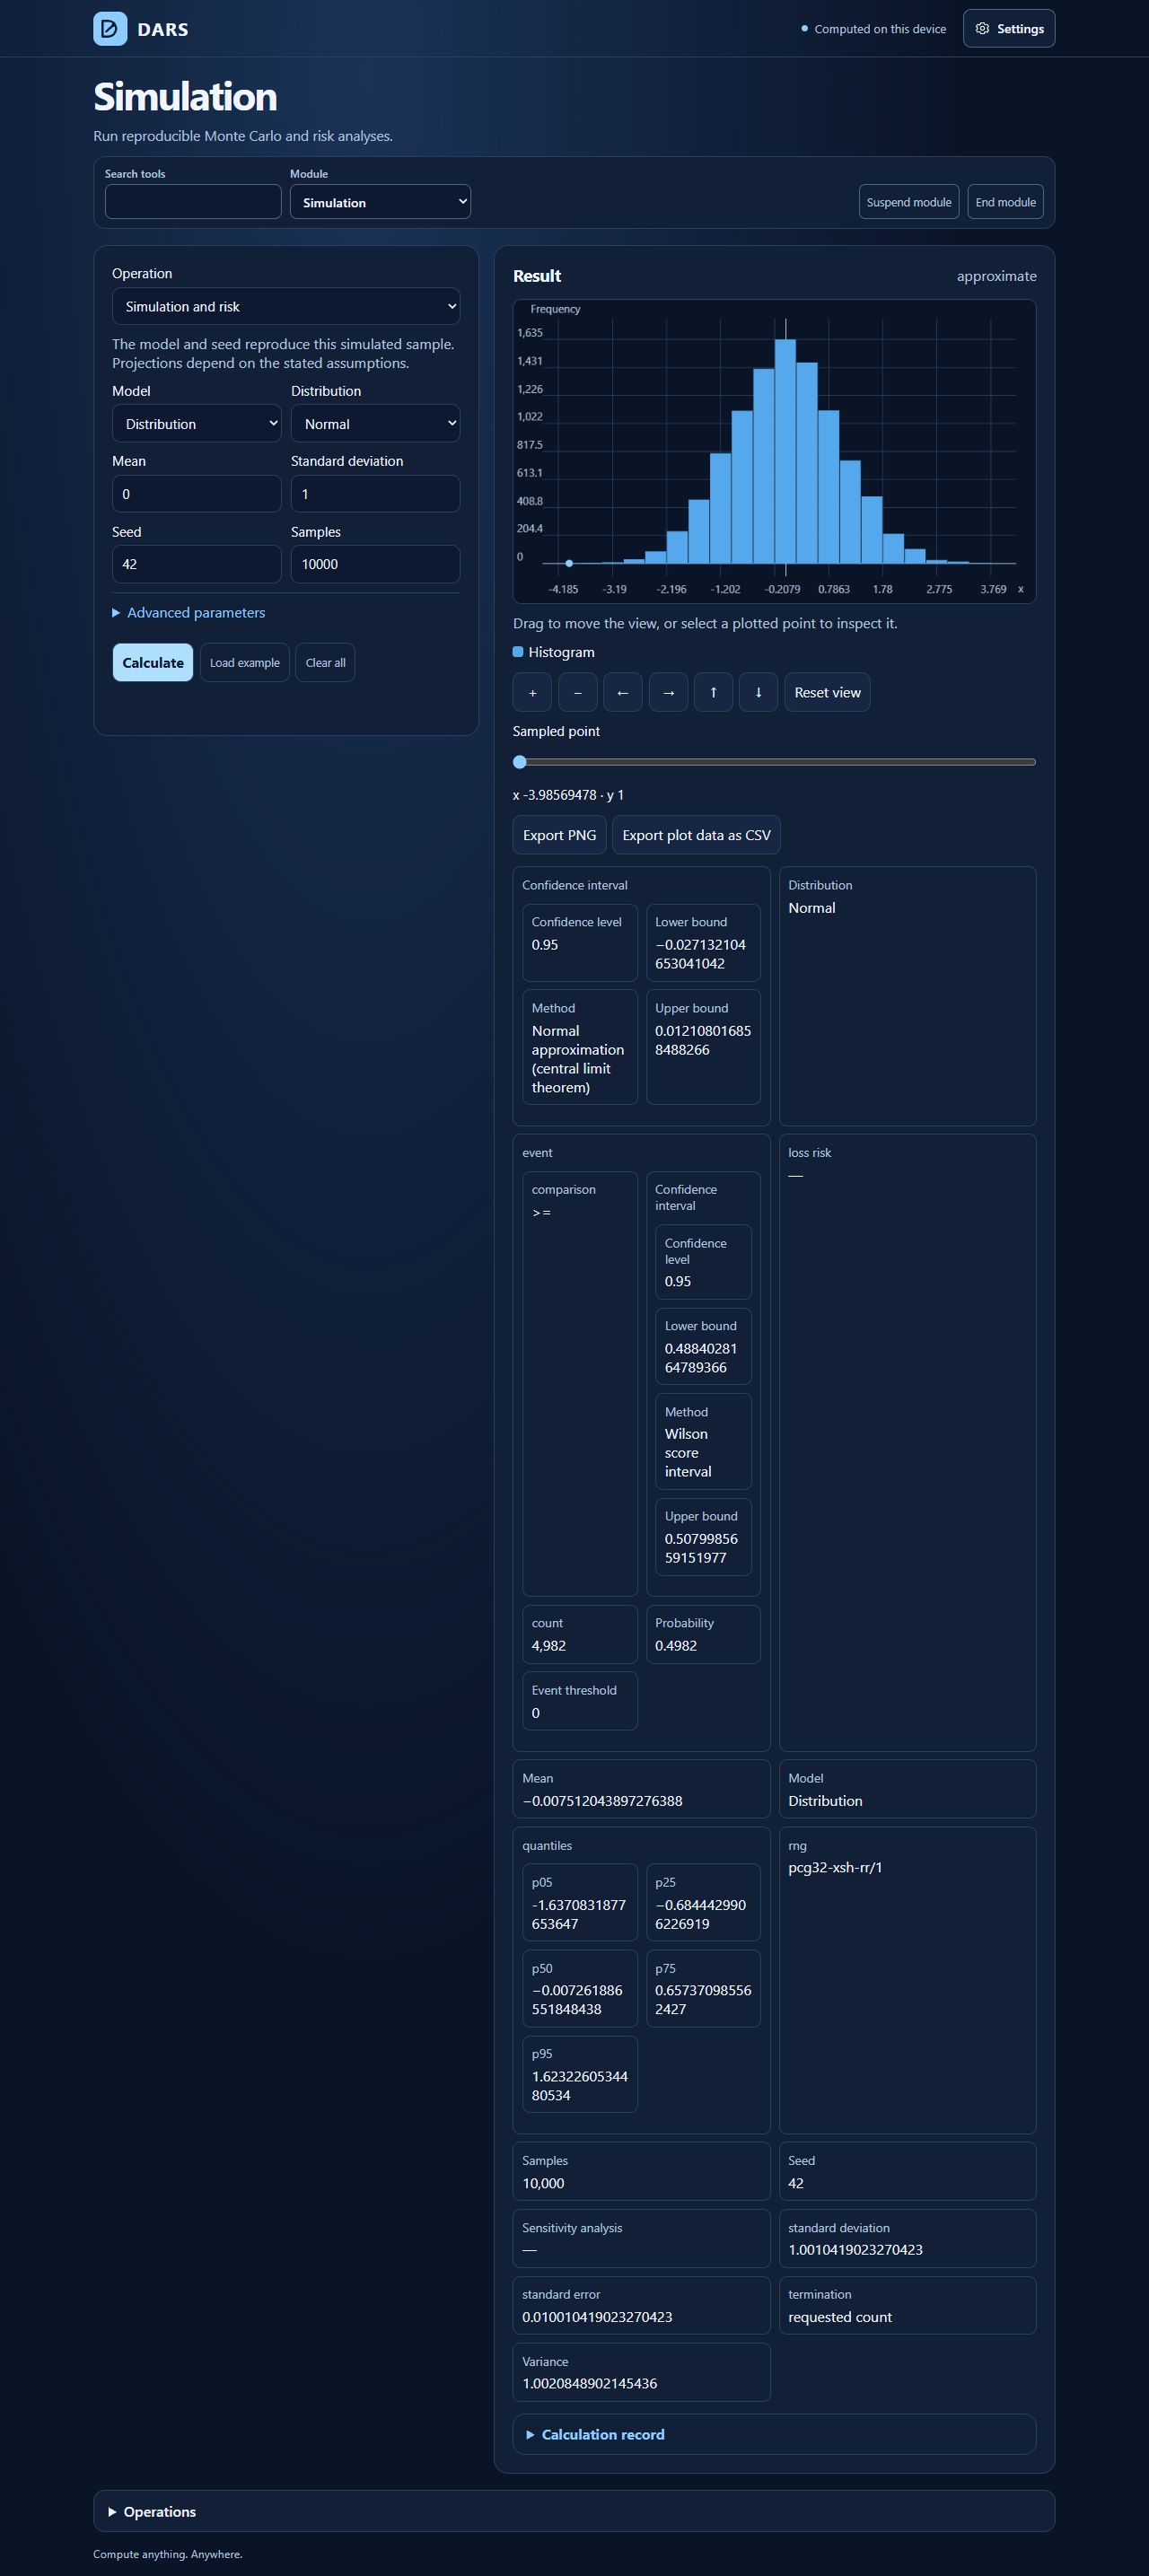 DARS
Computed on this device
Settings
Simulation
Run reproducible Monte Carlo and risk analyses.
Search tools
Module
Simulation
Suspend module
End module
Operation
Simulation and risk
The model and seed reproduce this simulated sample.
Projections depend on the stated assumptions.
Model
Distribution
Distribution
Normal
Mean
Standard deviation
0
1
Seed
Samples
42
10000
▶ Advanced parameters
Calculate
Load example
Clear all
Result
approximate
Frequency
1,635
1,431
1,226
1,022
817.5
613.1
408.8
204.4
0
-4.185
-3.19
-2.196
-1.202
-0.2079
0.7863
1.78
2.775
3.769
x
Drag to move the view, or select a plotted point to inspect it.
Histogram
+
−
←
→
↑
↓
Reset view
Sampled point
x -3.98569478 · y 1
Export PNG
Export plot data as CSV
Confidence interval
Confidence level
0.95
Lower bound
−0.027132104
653041042
Method
Normal
approximation
(central limit
theorem)
Upper bound
0.01210801685
8488266
Distribution
Normal
event
comparison
>=
Confidence
interval
Confidence
level
0.95
Lower bound
0.48840281
64789366
Method
Wilson
score
interval
Upper bound
0.50799856
59151977
count
4,982
Probability
0.4982
Event threshold
0
loss risk
—
Mean
−0.007512043897276388
Model
Distribution
quantiles
p05
-1.6370831877
653647
p25
−0.684442990
6226919
p50
−0.007261886
551848438
p75
0.65737098556
2427
p95
1.62322605344
80534
rng
pcg32-xsh-rr/1
Samples
10,000
Seed
42
Sensitivity analysis
—
standard deviation
1.0010419023270423
standard error
0.010010419023270423
termination
requested count
Variance
1.0020848902145436
▶ Calculation record
▶ Operations
Compute anything. Anywhere.